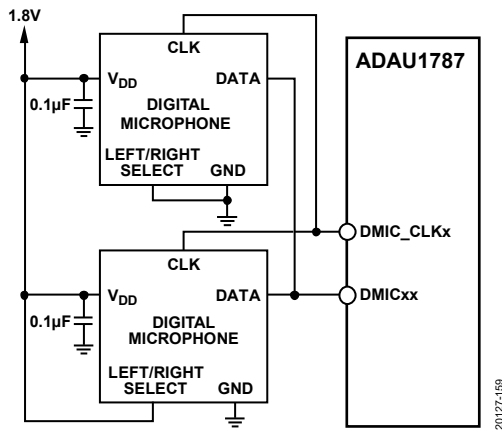 1.8V
CLK
ADAU1787
VDD
DATA
0.1µF
DIGITAL
MICROPHONE
LEFT/RIGHT
SELECT
GND
DMIC_CLKx
CLK
VDD
DATA
DMICxx
0.1µF
DIGITAL
MICROPHONE
LEFT/RIGHT
SELECT
GND
20127-159